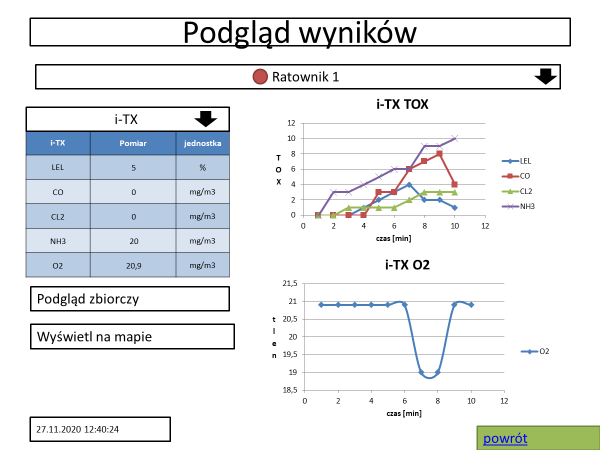 Podgląd wyników
Ratownik 1
i-TX
i-TX Pomiar jednostka
LEL 5 %
CO 0 mg/m3
CL2 0 mg/m3
NH3 20 mg/m3
O2 20,9 mg/m3
Podgląd zbiorczy
Wyświetl na mapie
27.11.2020 12:40:24
i-TX TOX
TOX
12
10
8
6
4
2
0
0 2 4 6 8 10 12
czas [min]
LEL
CO
CL2
NH3
i-TX O2
tlen
21,5
21
20,5
20
19,5
19
18,5
0 2 4 6 8 10 12
czas [min]
O2
powrót